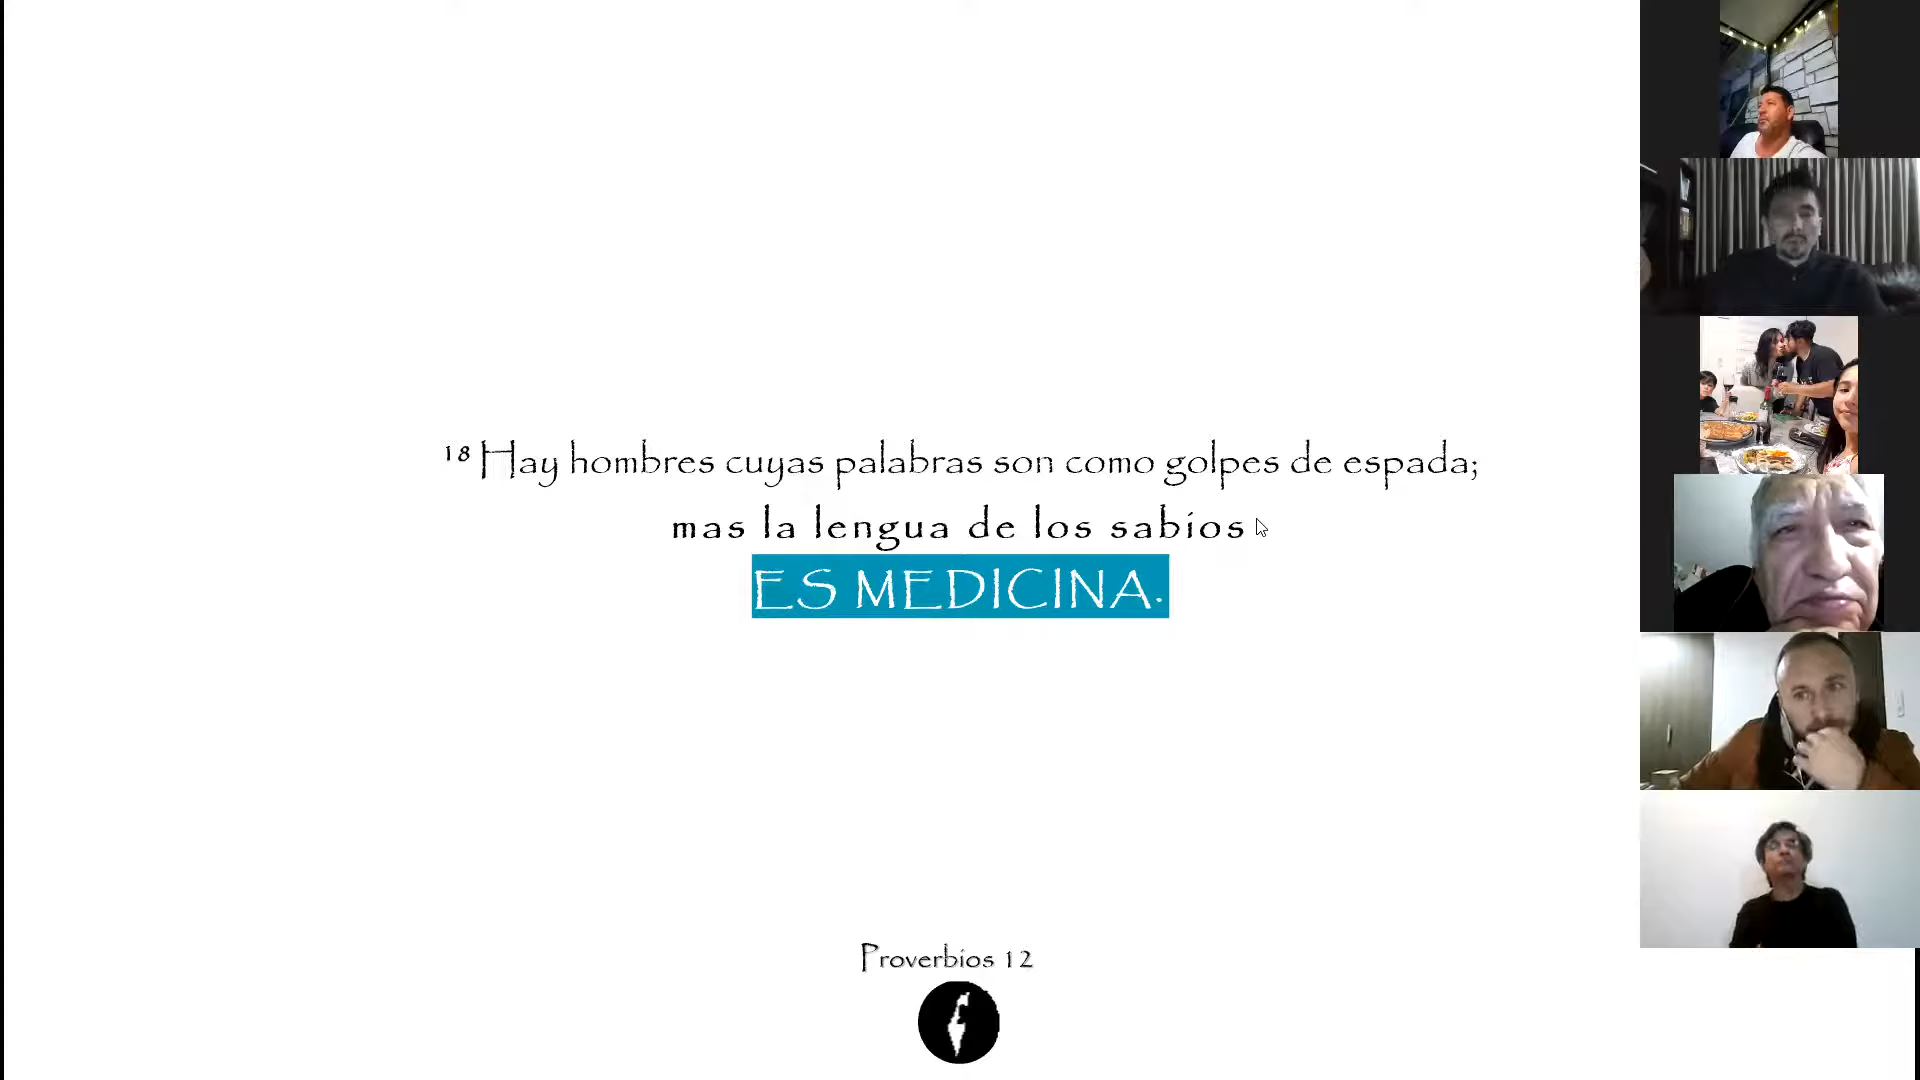 18 Hay hombres cuyas palabras son como golpes de espada;
mas la lengua de los sabios
ES MEDICINA.
Proverbios 12